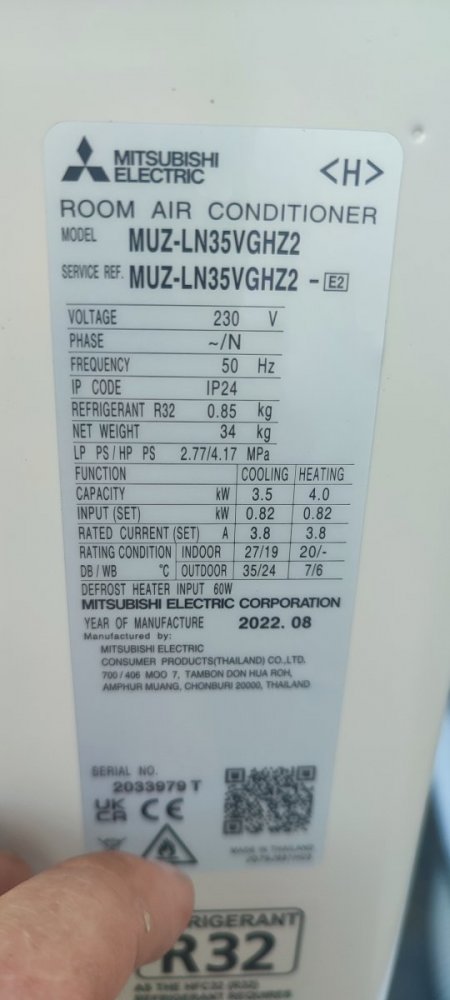 MITSUBISHI
ELECTRIC
<H>
ROOM AIR CONDITIONER
MODEL MUZ-LN35VGHZ2
SERVICE REF. MUZ-LN35VGHZ2 - E2
VOLTAGE 230 V
PHASE ~/N
FREQUENCY 50 Hz
IP CODE IP24
REFRIGERANT R32 0.85 kg
NET WEIGHT 34 kg
LP PS/HP PS 2.77/4.17 MPa
FUNCTION COOLING HEATING
CAPACITY kW 3.5 4.0
INPUT (SET) kW 0.82 0.82
RATED CURRENT (SET) A 3.8 3.8
RATING CONDITION INDOOR 27/19 20/-
DB/WB °C OUTDOOR 35/24 7/6
DEFROST HEATER INPUT 60W
MITSUBISHI ELECTRIC CORPORATION
YEAR OF MANUFACTURE 2022.08
Manufactured by:
MITSUBISHI ELECTRIC
CONSUMER PRODUCTS(THAILAND) CO.,LTD.
700/406 MOO 7, TAMBON DON HUA ROH,
AMPHUR MUANG, CHONBURI 20000, THAILAND
SERIAL NO.
2033979 T
UK CA CE
MADE IN THAILAND
R32
AS THE HFC32 (R32)